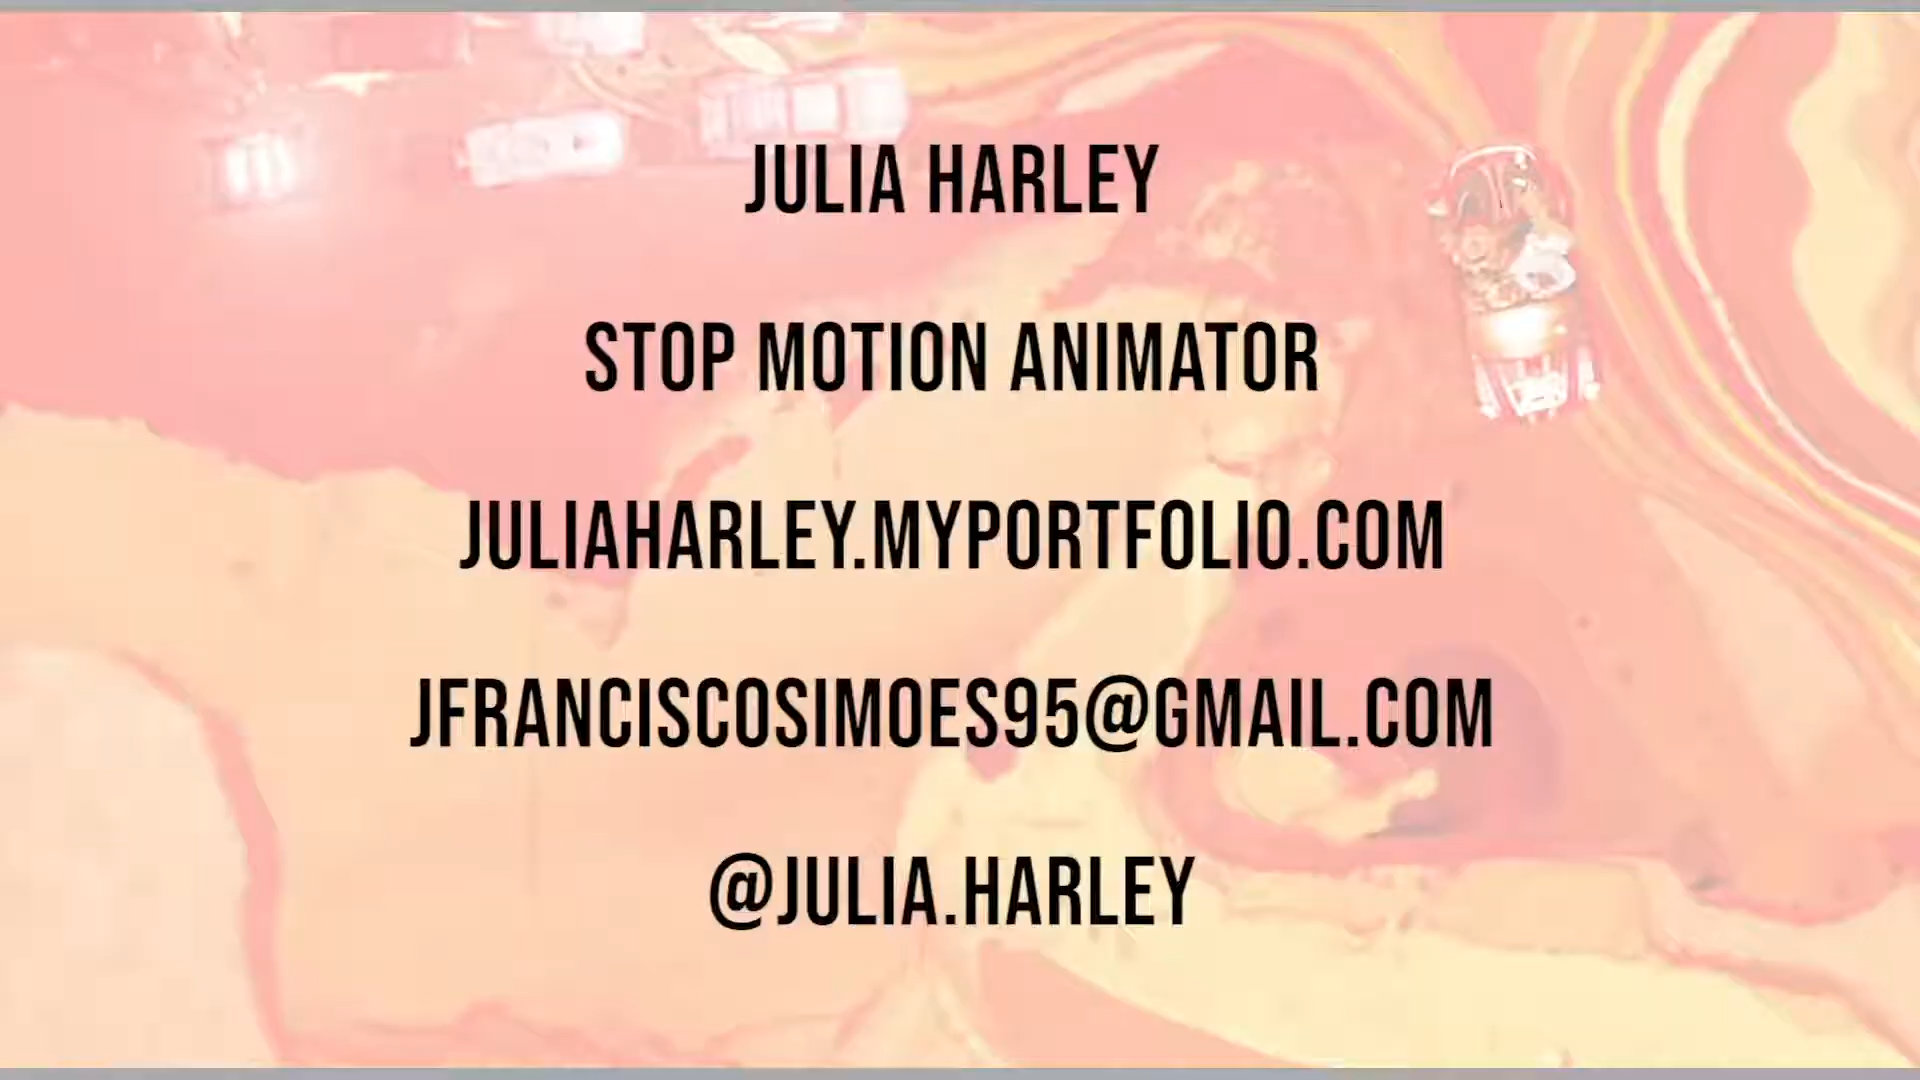 JULIA HARLEY
STOP MOTION ANIMATOR
JULIAHARLEY.MYPORTFOLIO.COM
JFRANCISCOSIMOES95@GMAIL.COM
@JULIA.HARLEY